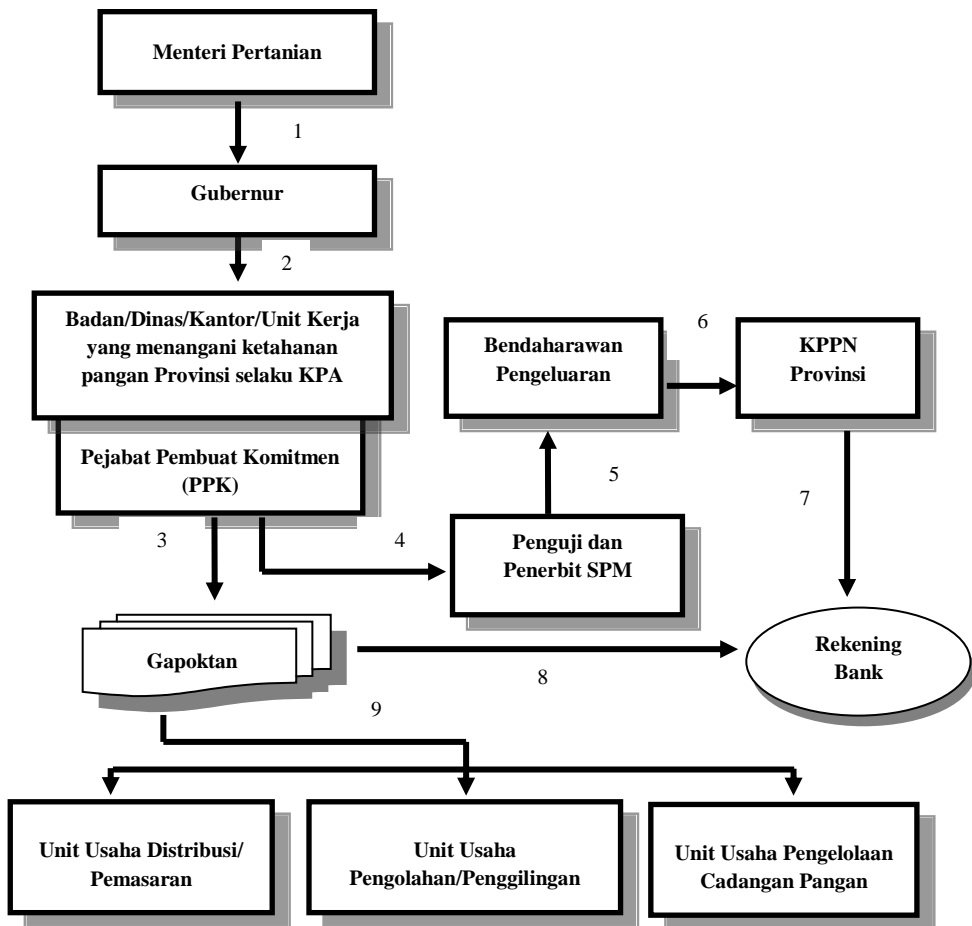 Menteri Pertanian
1
Gubernur
2
Badan/Dinas/Kantor/Unit Kerja
yang menangani ketahanan
pangan Provinsi selaku KPA
Pejabat Pembuat Komitmen
(PPK)
3
4
Penguji dan
Penerbit SPM
5
Bendaharawan
Pengeluaran
6
KPPN
Provinsi
7
Rekening
Bank
Gapoktan
8
9
Unit Usaha Distribusi/
Pemasaran
Unit Usaha
Pengolahan/Penggilingan
Unit Usaha Pengelolaan
Cadangan Pangan